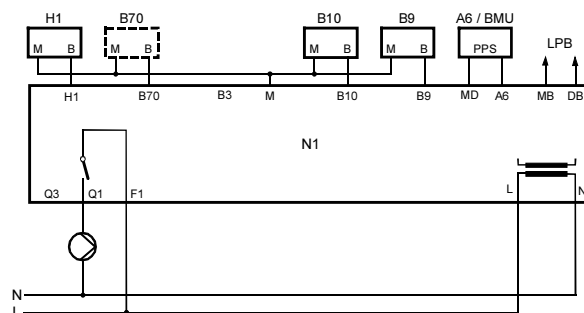 H1 B70 B10 B9 A6 / BMU
LPB
M B M B M B M B PPS
H1 B70 B3 M B10 B9 MD A6 MB DB
N1
Q3 Q1 F1 L N
N
L